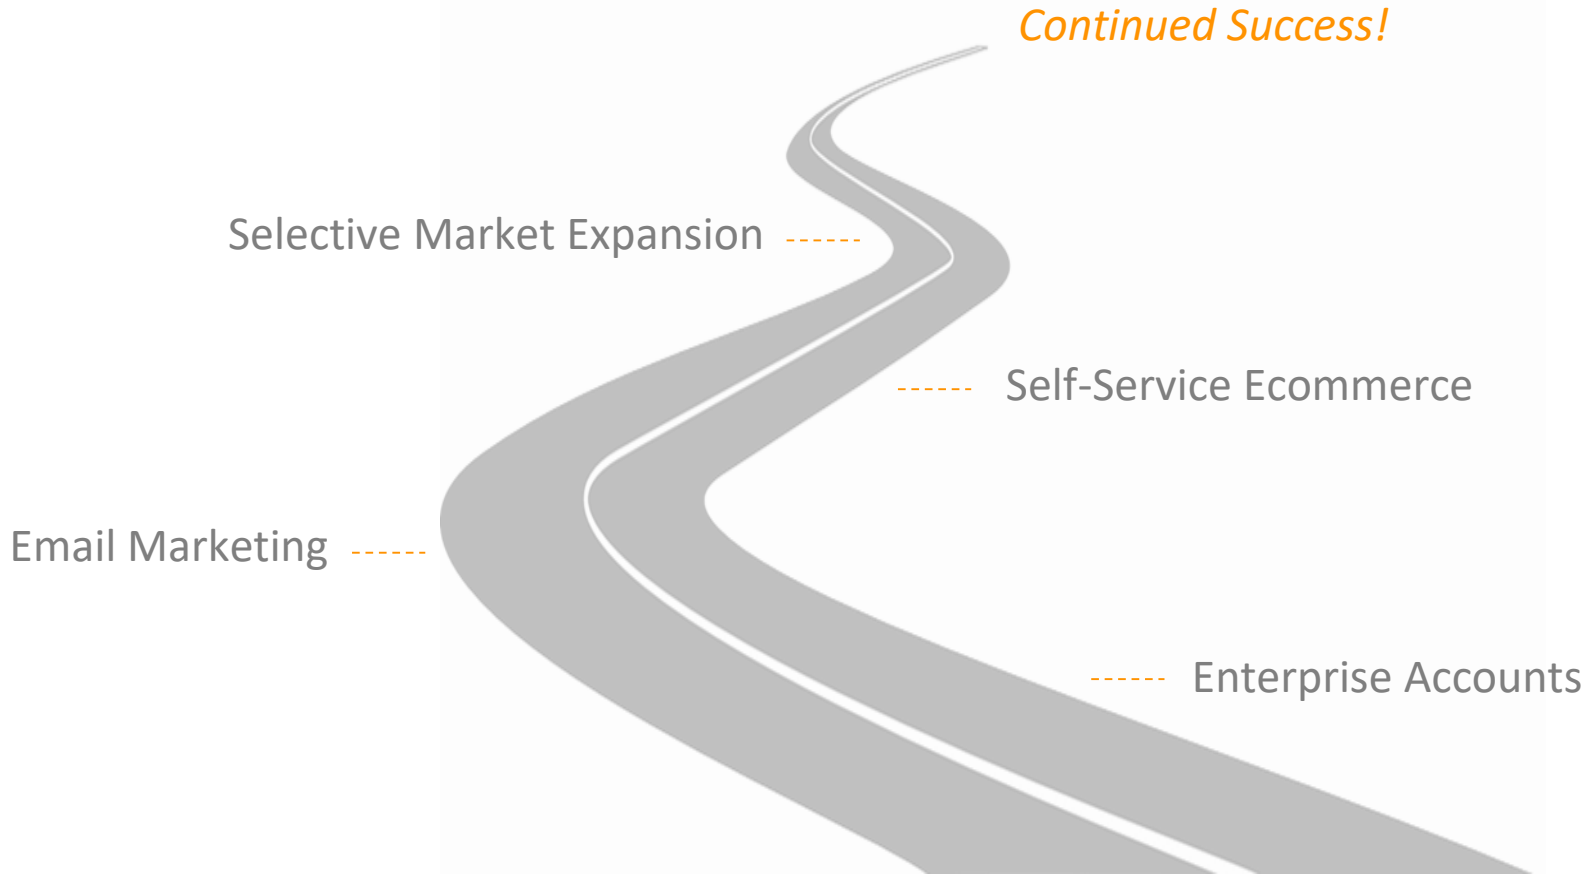 Continued Success!
Selective Market Expansion
Self-Service Ecommerce
Email Marketing
Enterprise Accounts